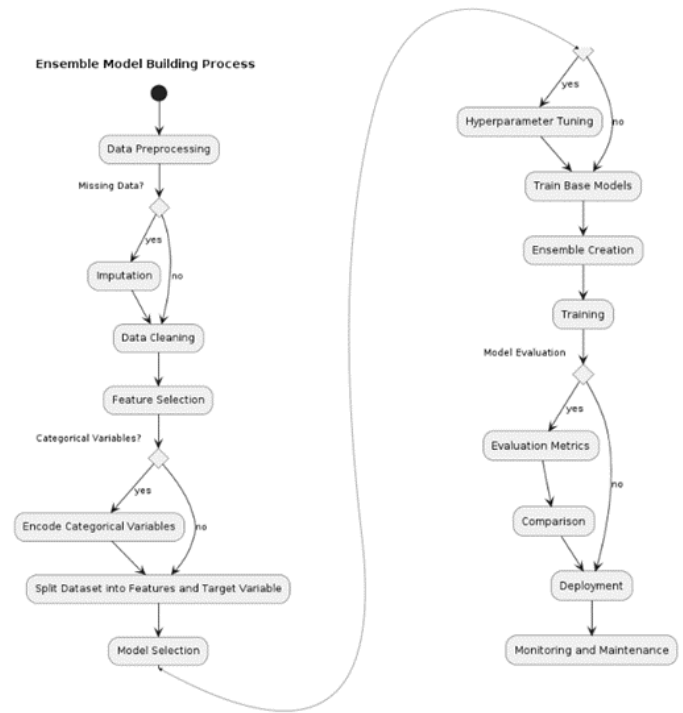 Ensemble Model Building Process
Data Preprocessing
Missing Data?
yes
Imputation
no
Data Cleaning
Feature Selection
Categorical Variables?
yes
Encode Categorical Variables
no
Split Dataset into Features and Target Variable
Model Selection
yes
Hyperparameter Tuning
no
Train Base Models
Ensemble Creation
Training
Model Evaluation
yes
Evaluation Metrics
no
Comparison
Deployment
Monitoring and Maintenance